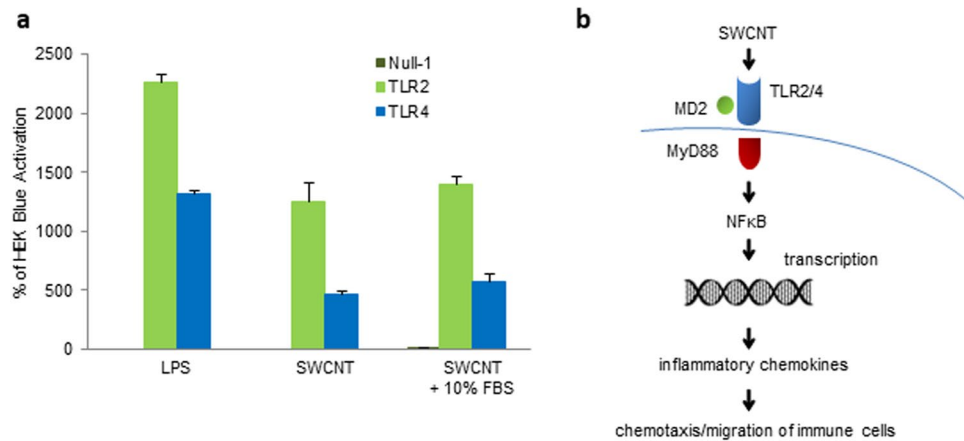 a
2500
2000
1500
1000
500
0
% of HEK Blue Activation
Null-1
TLR2
TLR4
LPS
SWCNT
SWCNT
+ 10% FBS
b
SWCNT
TLR2/4
MD2
MyD88
NFκB
transcription
inflammatory chemokines
chemotaxis/migration of immune cells